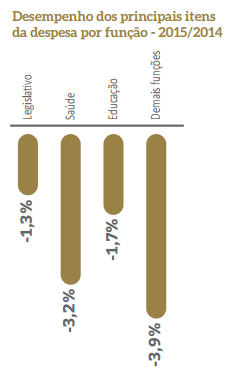 Desempenho dos principais itens
da despesa por função - 2015/2014
Legislativo
Saúde
Educação
Demais funções
-1,3%
-3,2%
-1,7%
-3,9%